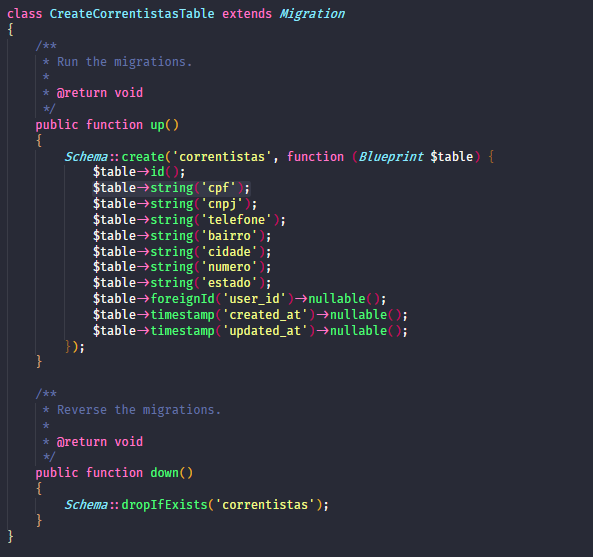 class CreateCorrentistasTable extends Migration
{
    /**
     * Run the migrations.
     *
     * @return void
     */
    public function up()
    {
        Schema::create('correntistas', function (Blueprint $table) {
            $table->id();
            $table->string('cpf');
            $table->string('cnpj');
            $table->string('telefone');
            $table->string('bairro');
            $table->string('cidade');
            $table->string('numero');
            $table->string('estado');
            $table->foreignId('user_id')->nullable();
            $table->timestamp('created_at')->nullable();
            $table->timestamp('updated_at')->nullable();
        });
    }

    /**
     * Reverse the migrations.
     *
     * @return void
     */
    public function down()
    {
        Schema::dropIfExists('correntistas');
    }
}